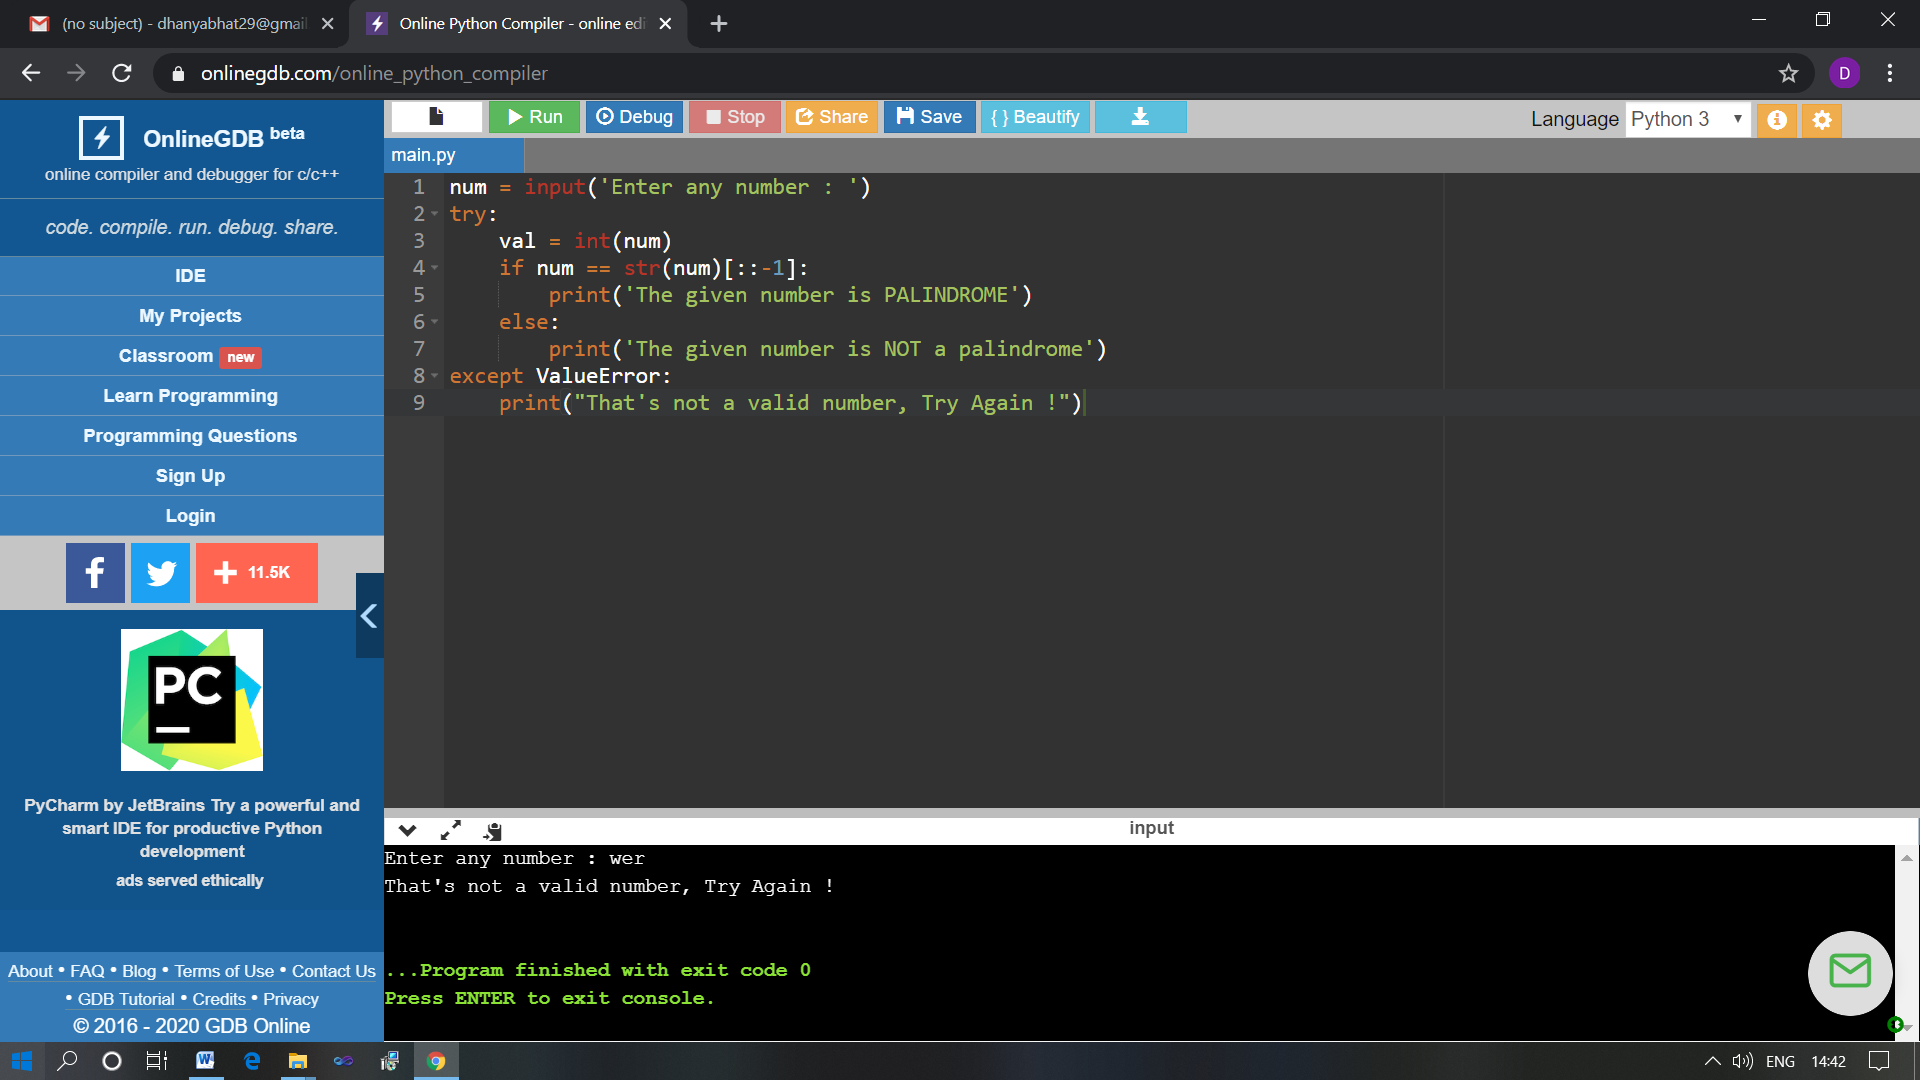 (no subject) - dhanyabhat29@gmai
Online Python Compiler - online edi
onlinegdb.com/online_python_compiler
D
OnlineGDB beta
online compiler and debugger for c/c++
code. compile. run. debug. share.
IDE
My Projects
Classroom new
Learn Programming
Programming Questions
Sign Up
Login
f
+ 11.5K
PC
PyCharm by JetBrains Try a powerful and
smart IDE for productive Python
development
ads served ethically
About • FAQ • Blog • Terms of Use • Contact Us
• GDB Tutorial • Credits • Privacy
© 2016 - 2020 GDB Online
Run
Debug
Stop
Share
Save
{ } Beautify
Language Python 3
main.py
1 num = input('Enter any number : ')
2 try:
3     val = int(num)
4     if num == str(num)[::-1]:
5         print('The given number is PALINDROME')
6     else:
7         print('The given number is NOT a palindrome')
8 except ValueError:
9     print("That's not a valid number, Try Again !")
input
Enter any number : wer
That's not a valid number, Try Again !
...Program finished with exit code 0
Press ENTER to exit console.
ENG 14:42